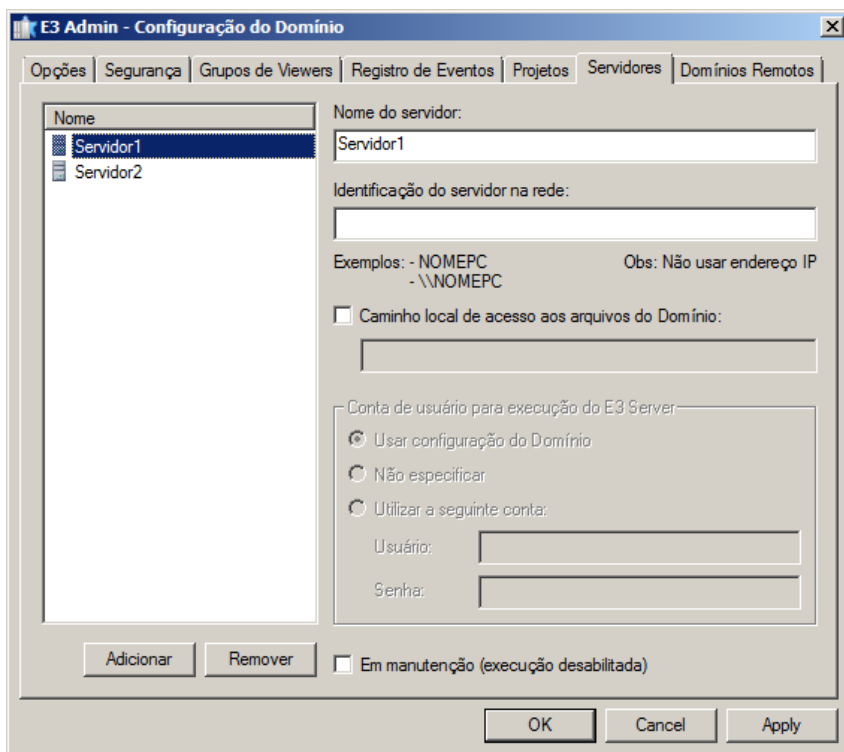 E3 Admin - Configuração do Domínio
Opções Segurança Grupos de Viewers Registro de Eventos Projetos Servidores Domínios Remotos
Nome
Servidor1
Servidor2
Adicionar Remover
Nome do servidor:
Servidor1
Identificação do servidor na rede:
Exemplos: - NOMEPC Obs: Não usar endereço IP
- \\NOMEPC
Caminho local de acesso aos arquivos do Domínio:
Conta de usuário para execução do E3 Server
Usar configuração do Domínio
Não especificar
Utilizar a seguinte conta:
Usuário:
Senha:
Em manutenção (execução desabilitada)
OK Cancel Apply